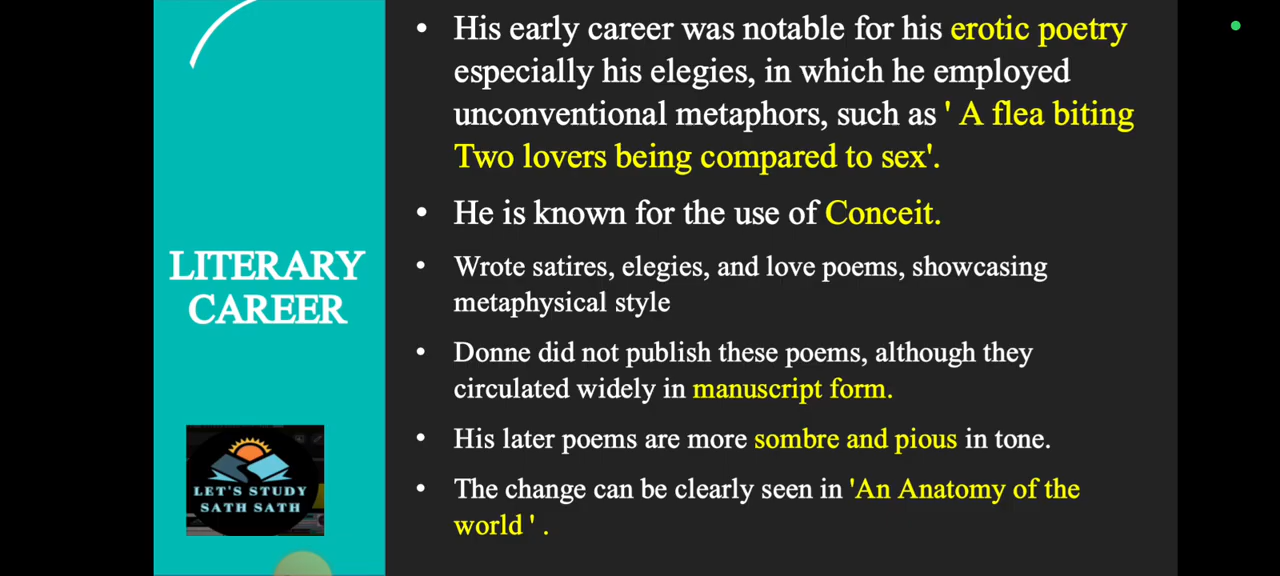 • His early career was notable for his erotic poetry
especially his elegies, in which he employed
unconventional metaphors, such as ' A flea biting
Two lovers being compared to sex'.
• He is known for the use of Conceit.
LITERARY
CAREER
• Wrote satires, elegies, and love poems, showcasing
metaphysical style
• Donne did not publish these poems, although they
circulated widely in manuscript form.
• His later poems are more sombre and pious in tone.
• The change can be clearly seen in 'An Anatomy of the
world ' .
LET'S STUDY
SATH SATH